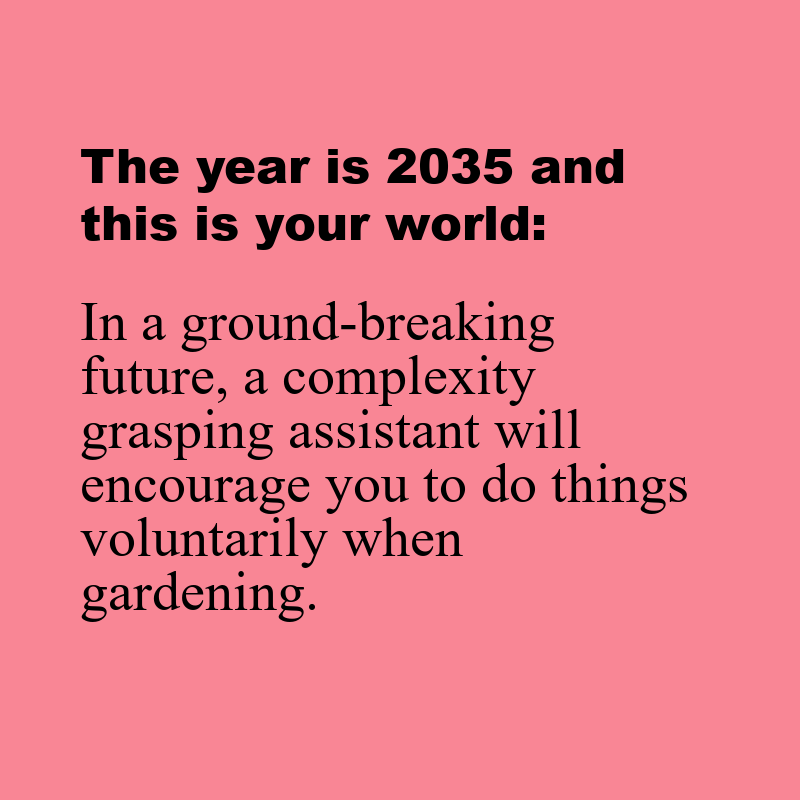 The year is 2035 and
this is your world:
In a ground-breaking
future, a complexity
grasping assistant will
encourage you to do things
voluntarily when
gardening.